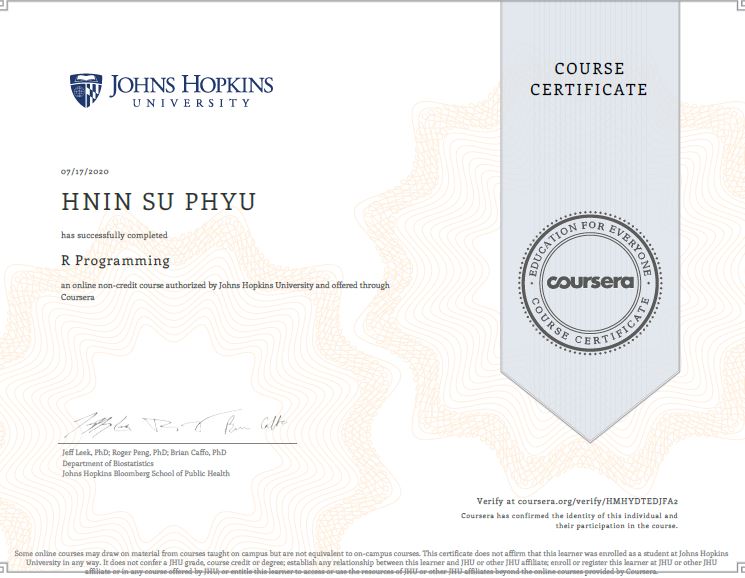 JOHNS HOPKINS
UNIVERSITY
COURSE
CERTIFICATE
07/17/2020
HNIN SU PHYU
has successfully completed
R Programming
an online non-credit course authorized by Johns Hopkins University and offered through
Coursera
EDUCATION FOR EVERYONE
coursera
COURSE CERTIFICATE
Jeff Leek, PhD; Roger Peng, PhD; Brian Caffo, PhD
Department of Biostatistics
Johns Hopkins Bloomberg School of Public Health
Verify at coursera.org/verify/HMHYDTEDJFA2
Coursera has confirmed the identity of this individual and
their participation in the course.
Some online courses may draw on material from courses taught on campus but are not equivalent to on-campus courses. This certificate does not affirm that this learner was enrolled as a student at Johns Hopkins
University in any way. It does not confer a JHU grade, course credit or degree; establish any relationship between this learner and JHU or other JHU affiliate; enroll or register this learner at JHU or other JHU
affiliate or in any course offered by JHU; or entitle this learner to access or use the resources of JHU or other JHU affiliates beyond the online courses provided by Coursera.